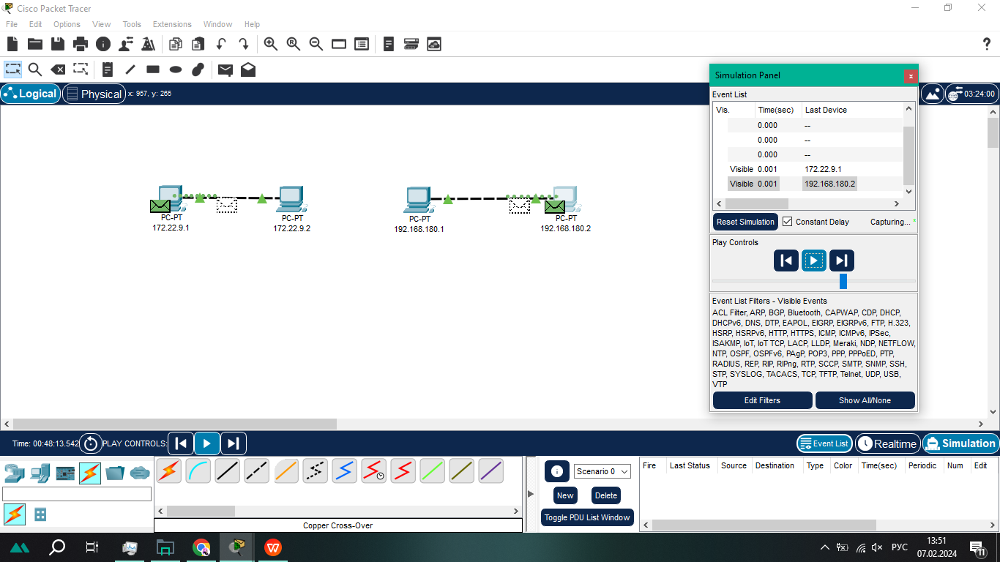 Cisco Packet Tracer
File Edit Options View Tools Extensions Window Help
?
Logical Physical x: 957, y: 265
03:24:00
Simulation Panel x
Event List
Vis. Time(sec) Last Device
0.000 --
0.000 --
0.000 --
Visible 0.001 172.22.9.1
Visible 0.001 192.168.180.2
Reset Simulation Constant Delay Capturing... *
Play Controls
Event List Filters - Visible Events
ACL Filter, ARP, BGP, Bluetooth, CAPWAP, CDP, DHCP,
DHCPv6, DNS, DTP, EAPOL, EIGRP, EIGRPv6, FTP, H.323,
HSRP, HSRPv6, HTTP, HTTPS, ICMP, ICMPv6, IPSec,
ISAKMP, IoT, IoT TCP, LACP, LLDP, Meraki, NDP, NETFLOW,
NTP, OSPF, OSPFv6, PAgP, POP3, PPP, PPPoED, PTP,
RADIUS, REP, RIP, RIPng, RTP, SCCP, SMTP, SNMP, SSH,
STP, SYSLOG, TACACS, TCP, TFTP, Telnet, UDP, USB,
VTP
Edit Filters Show All/None
PC-PT PC-PT PC-PT PC-PT
172.22.9.1 172.22.9.2 192.168.180.1 192.168.180.2
Time: 00:48:13.542 PLAY CONTROLS:
Event List Realtime Simulation
Scenario 0
New Delete
Toggle PDU List Window
Fire Last Status Source Destination Type Color Time(sec) Periodic Num Edit
Copper Cross-Over
РУС
13:51
07.02.2024
11